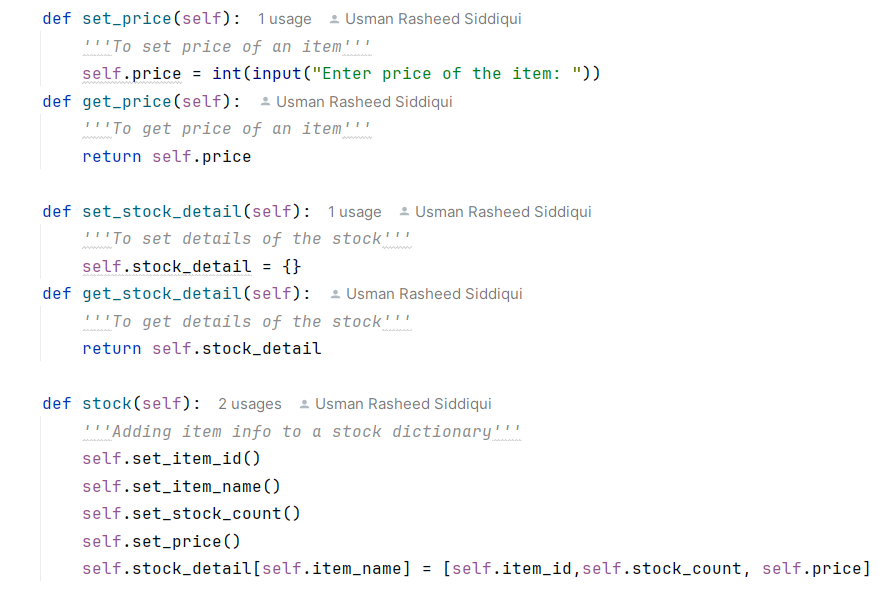 def set_price(self):   1 usage   Usman Rasheed Siddiqui
    '''To set price of an item'''
    self.price = int(input("Enter price of the item: "))
def get_price(self):   Usman Rasheed Siddiqui
    '''To get price of an item'''
    return self.price
def set_stock_detail(self):   1 usage   Usman Rasheed Siddiqui
    '''To set details of the stock'''
    self.stock_detail = {}
def get_stock_detail(self):   Usman Rasheed Siddiqui
    '''To get details of the stock'''
    return self.stock_detail
def stock(self):   2 usages   Usman Rasheed Siddiqui
    '''Adding item info to a stock dictionary'''
    self.set_item_id()
    self.set_item_name()
    self.set_stock_count()
    self.set_price()
    self.stock_detail[self.item_name] = [self.item_id,self.stock_count, self.price]